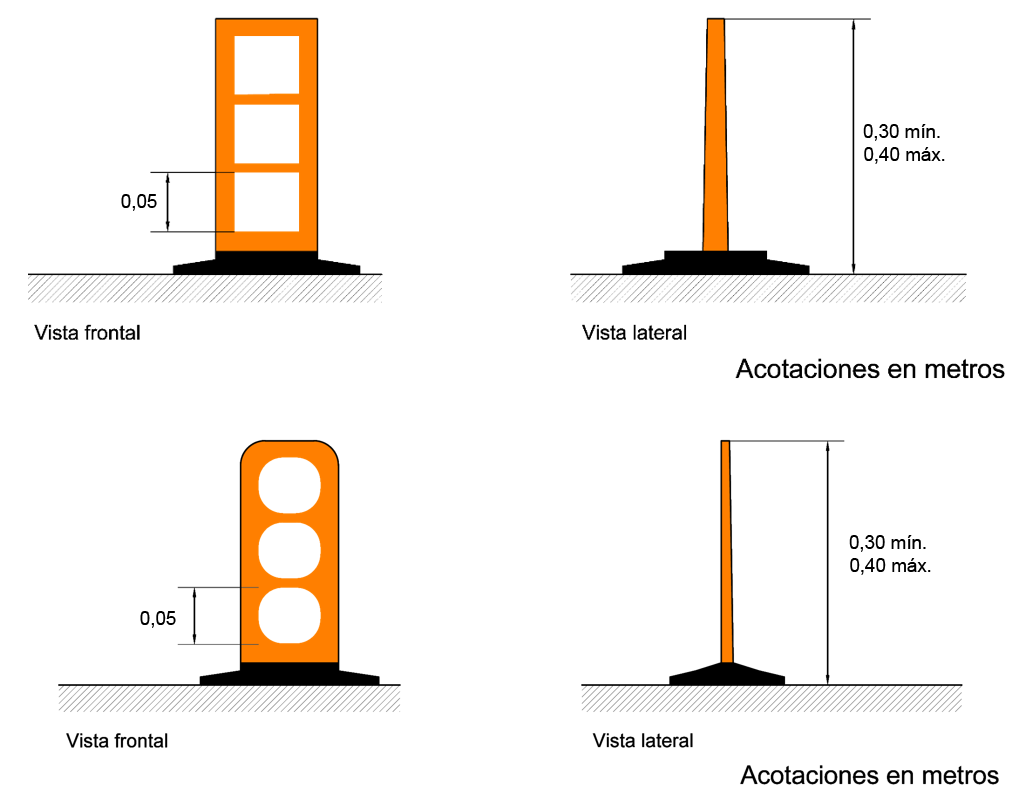 0,30 mín.
0,40 máx.
0,05
Vista frontal
Vista lateral
Acotaciones en metros
0,30 mín.
0,40 máx.
0,05
Vista frontal
Vista lateral
Acotaciones en metros